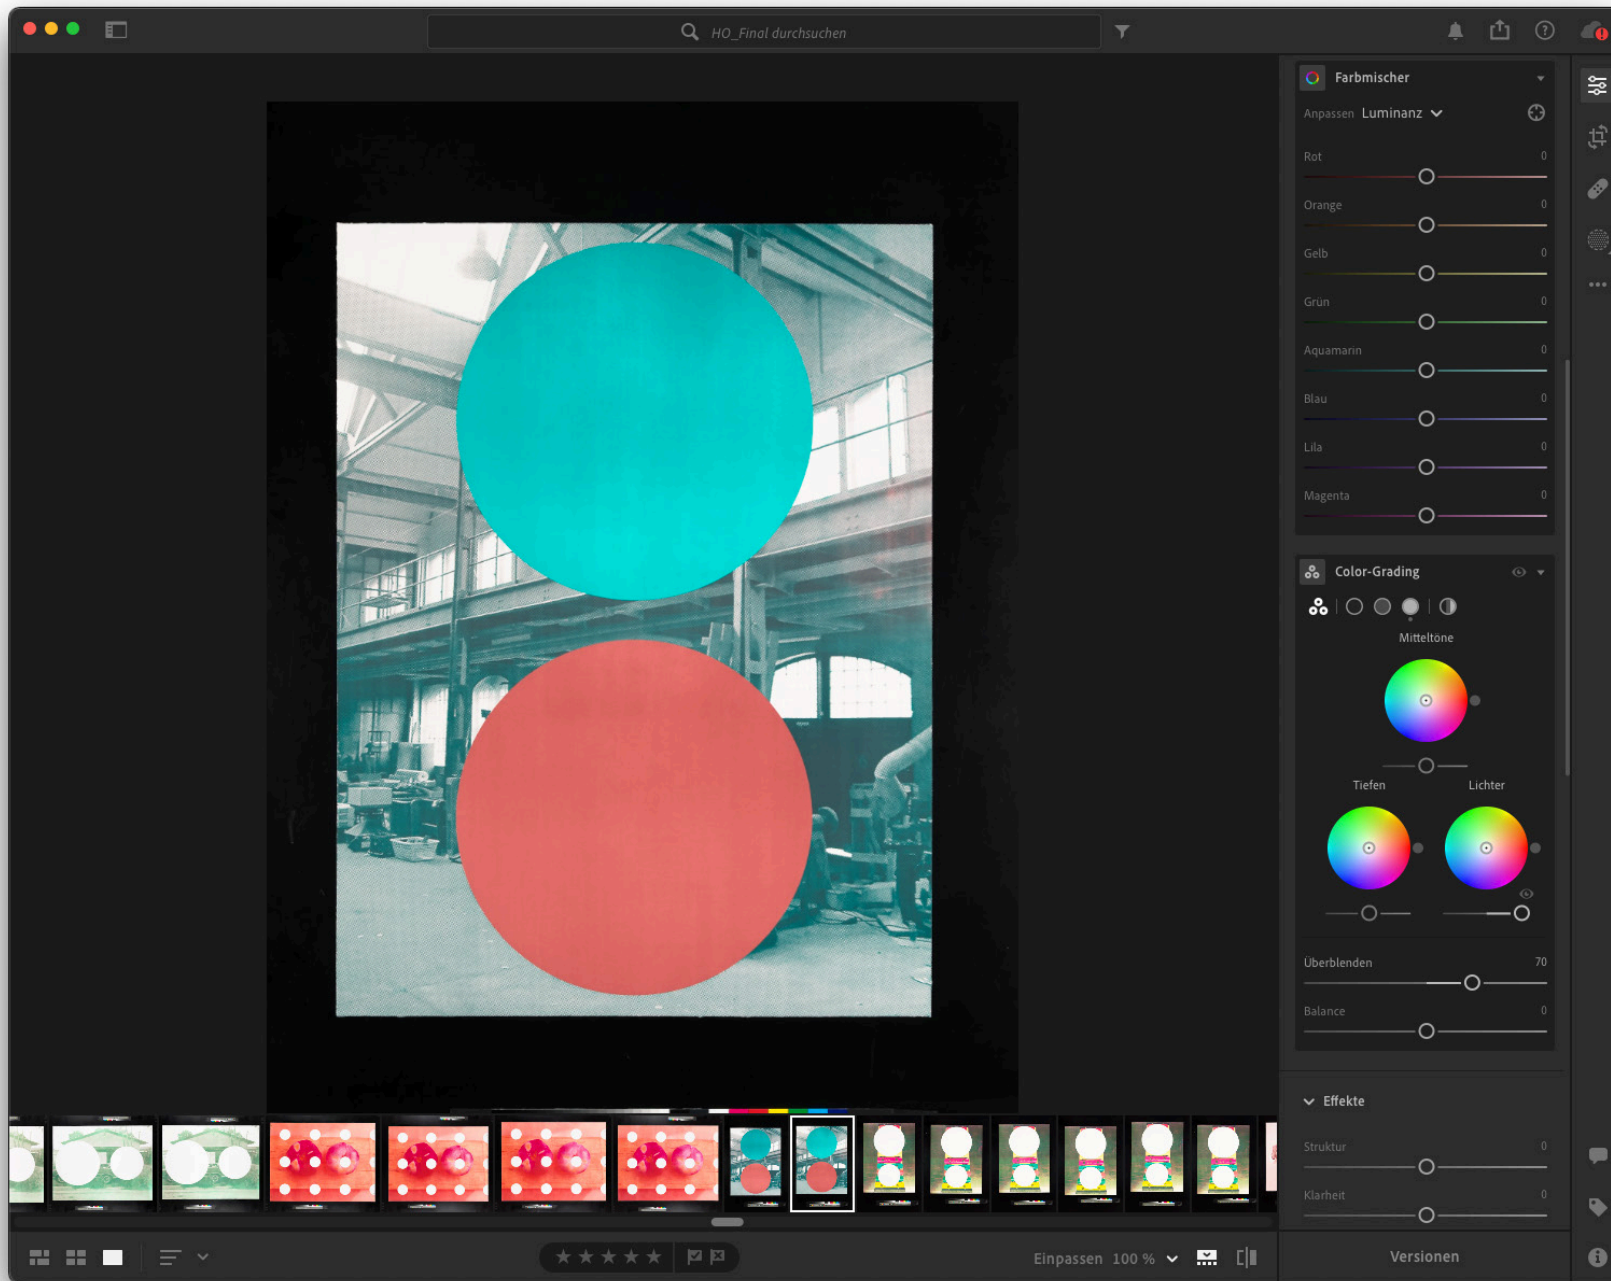 HO_Final durchsuchen
Farbmischer
Anpassen Luminanz
Rot 0
Orange 0
Gelb 0
Grün 0
Aquamarin 0
Blau 0
Lila 0
Magenta 0
Color-Grading
Mitteltöne
Tiefen Lichter
Überblenden 70
Balance 0
Effekte
Struktur 0
Klarheit 0
Einpassen 100 %
Versionen